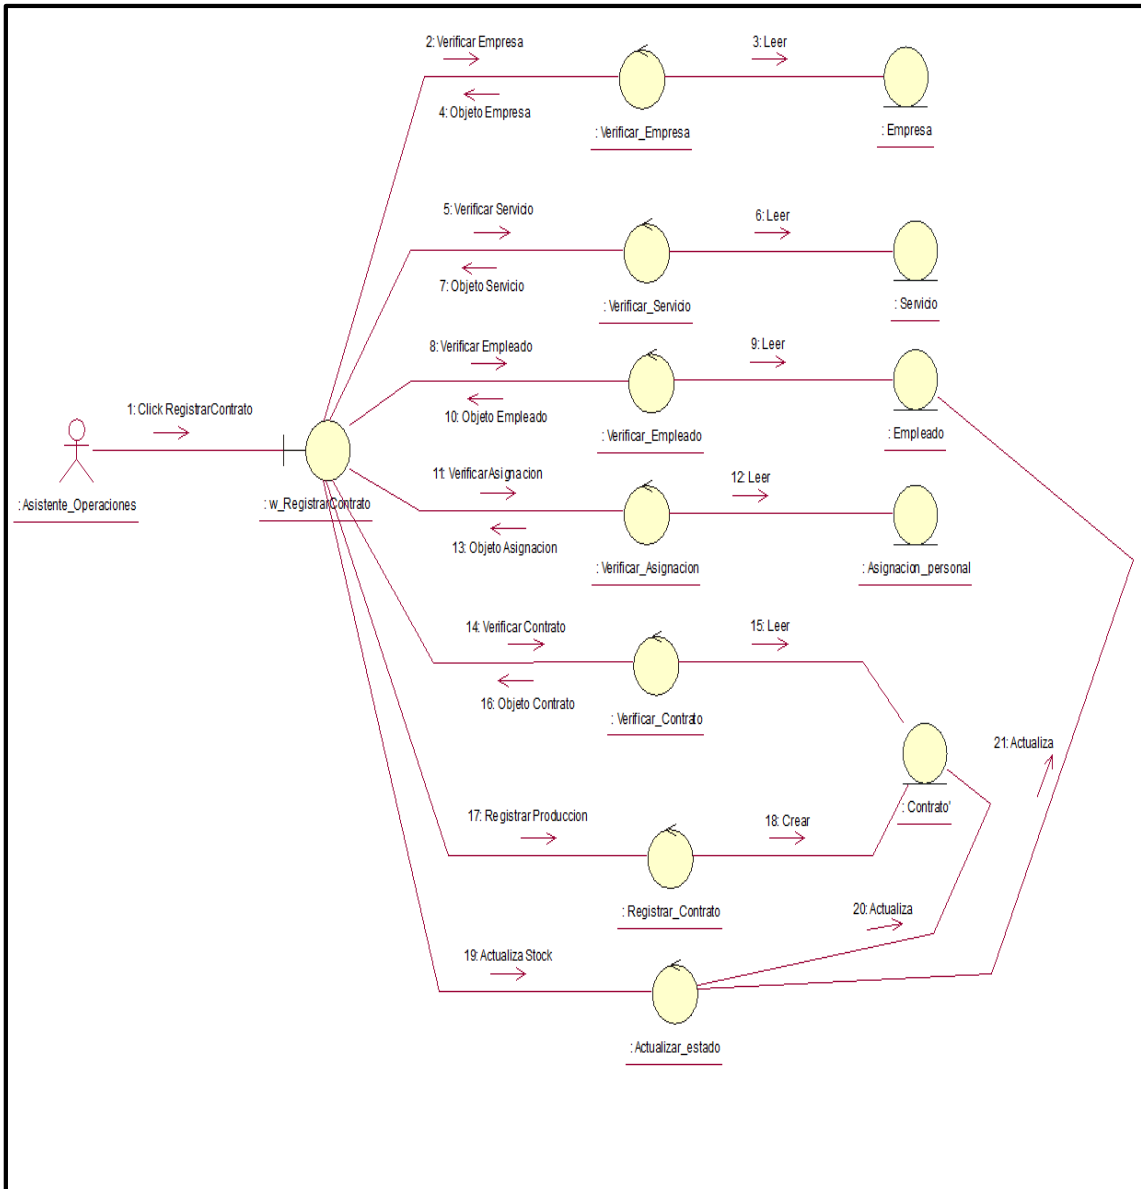 2: Verificar Empresa
3: Leer
4: Objeto Empresa
: Verificar_Empresa
: Empresa
5: Verificar Servicio
6: Leer
7: Objeto Servicio
: Verificar_Servicio
: Servicio
8: Verificar Empleado
9: Leer
10: Objeto Empleado
: Verificar_Empleado
: Empleado
1: Click RegistrarContrato
: Asistente_Operaciones
: w_RegistrarContrato
11: VerificarAsignacion
12: Leer
13: Objeto Asignacion
: Verificar_Asignacion
: Asignacion_personal
14: Verificar Contrato
15: Leer
16: Objeto Contrato
: Verificar_Contrato
21: Actualiza
: Contrato'
17: Registrar Produccion
18: Crear
: Registrar_Contrato
20: Actualiza
19: Actualiza Stock
: Actualizar_estado